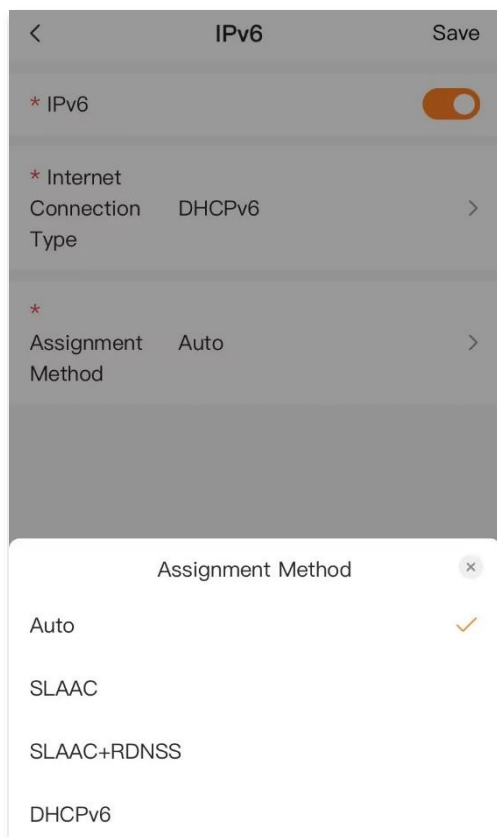 IPv6 Save
* IPv6
* Internet
Connection DHCPv6
Type
*
Assignment Auto
Method
Assignment Method
Auto
SLAAC
SLAAC+RDNSS
DHCPv6